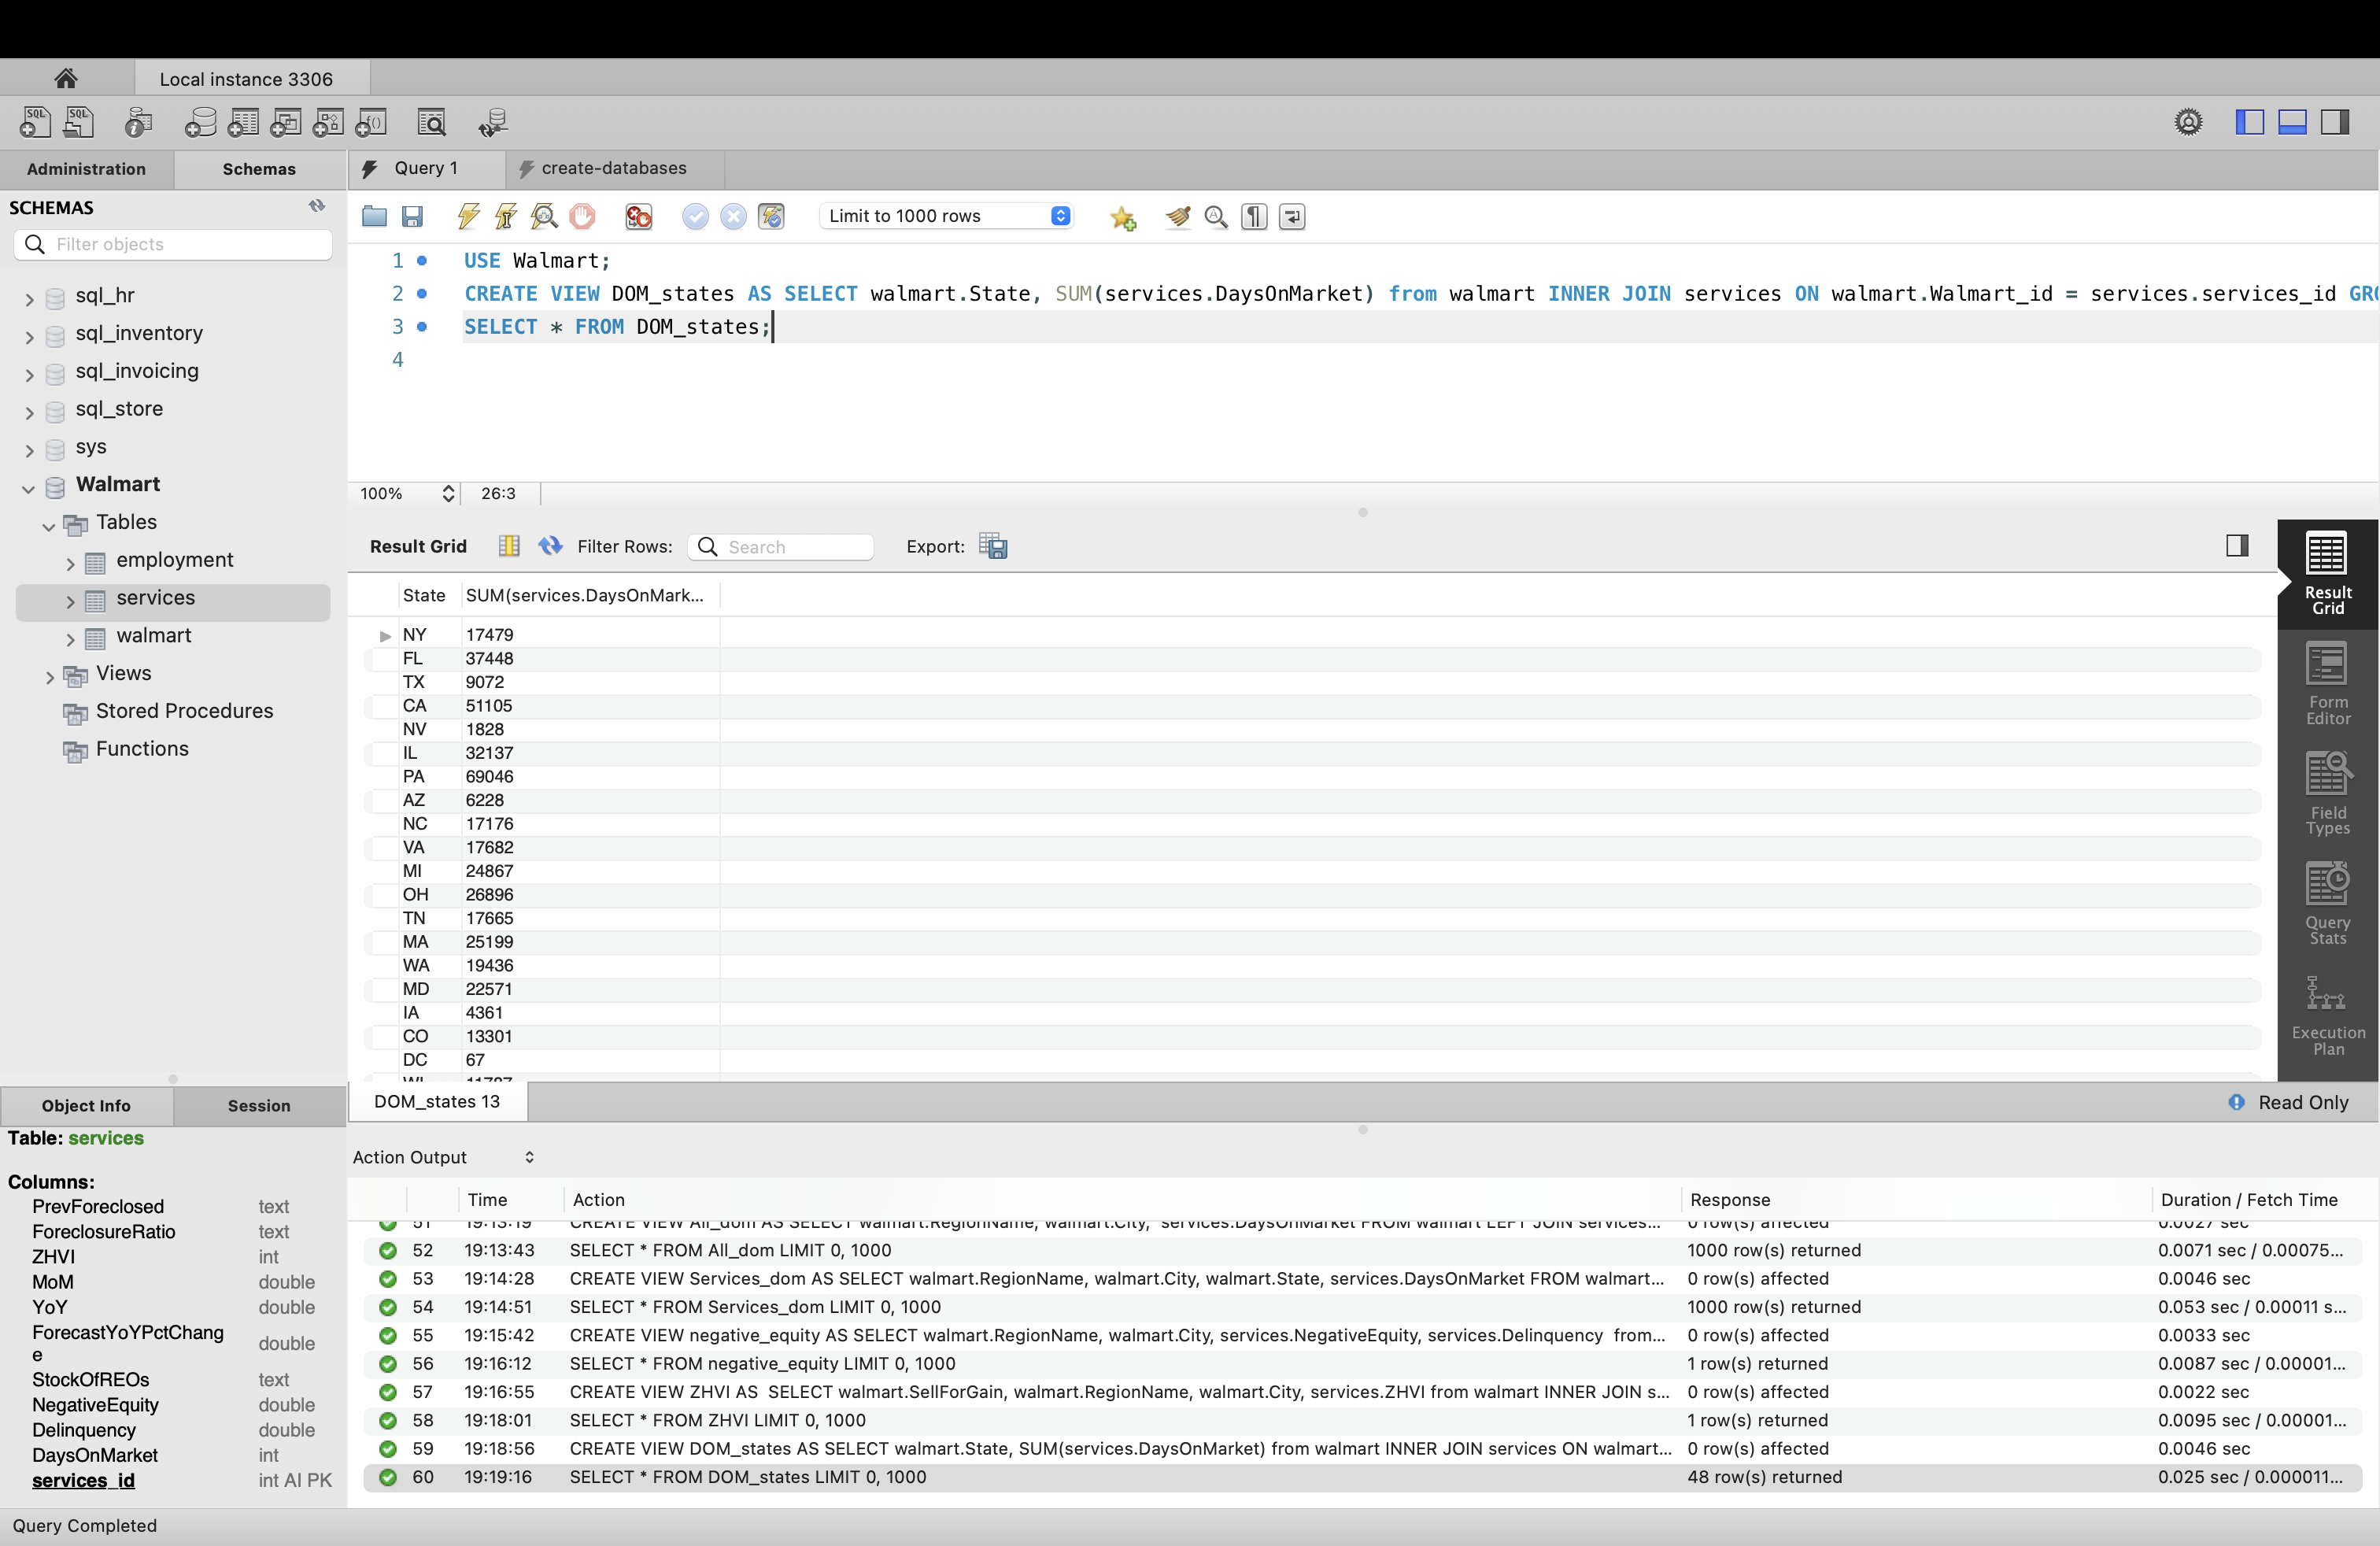 Local instance 3306
Administration
Schemas
Query 1
create-databases
SCHEMAS
Filter objects
Limit to 1000 rows
sql_hr
sql_inventory
sql_invoicing
sql_store
sys
Walmart
Tables
employment
services
walmart
Views
Stored Procedures
Functions
1 USE Walmart;
2 CREATE VIEW DOM_states AS SELECT walmart.State, SUM(services.DaysOnMarket) from walmart INNER JOIN services ON walmart.Walmart_id = services.services_id GRO
3 SELECT * FROM DOM_states;
4
100% 26:3
Result Grid Filter Rows: Search Export:
State SUM(services.DaysOnMark...
NY 17479
FL 37448
TX 9072
CA 51105
NV 1828
IL 32137
PA 69046
AZ 6228
NC 17176
VA 17682
MI 24867
OH 26896
TN 17665
MA 25199
WA 19436
MD 22571
IA 4361
CO 13301
DC 67
Result
Grid
Form
Editor
Field
Types
Query
Stats
Execution
Plan
DOM_states 13
Read Only
Object Info
Session
Table: services
Columns:
PrevForeclosed text
ForeclosureRatio text
ZHVI int
MoM double
YoY double
ForecastYoYPctChang
e double
StockOfREOs text
NegativeEquity double
Delinquency double
DaysOnMarket int
services_id int AI PK
Action Output
Time Action Response Duration / Fetch Time
51 19:13:19 CREATE VIEW All_dom AS SELECT walmart.RegionName, walmart.City, services.DaysOnMarket FROM walmart LEFT JOIN services... 0 row(s) affected 0.0027 sec
52 19:13:43 SELECT * FROM All_dom LIMIT 0, 1000 1000 row(s) returned 0.0071 sec / 0.00075...
53 19:14:28 CREATE VIEW Services_dom AS SELECT walmart.RegionName, walmart.City, walmart.State, services.DaysOnMarket FROM walmart... 0 row(s) affected 0.0046 sec
54 19:14:51 SELECT * FROM Services_dom LIMIT 0, 1000 1000 row(s) returned 0.053 sec / 0.00011 s...
55 19:15:42 CREATE VIEW negative_equity AS SELECT walmart.RegionName, walmart.City, services.NegativeEquity, services.Delinquency from... 0 row(s) affected 0.0033 sec
56 19:16:12 SELECT * FROM negative_equity LIMIT 0, 1000 1 row(s) returned 0.0087 sec / 0.00001...
57 19:16:55 CREATE VIEW ZHVI AS SELECT walmart.SellForGain, walmart.RegionName, walmart.City, services.ZHVI from walmart INNER JOIN s... 0 row(s) affected 0.0022 sec
58 19:18:01 SELECT * FROM ZHVI LIMIT 0, 1000 1 row(s) returned 0.0095 sec / 0.00001...
59 19:18:56 CREATE VIEW DOM_states AS SELECT walmart.State, SUM(services.DaysOnMarket) from walmart INNER JOIN services ON walmart... 0 row(s) affected 0.0046 sec
60 19:19:16 SELECT * FROM DOM_states LIMIT 0, 1000 48 row(s) returned 0.025 sec / 0.000011...
Query Completed